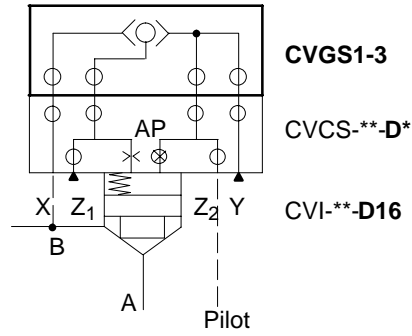 CVGS1-3
AP
CVCS-**-D*
X Z1 Z2 Y
CVI-**-D16
B
A
Pilot